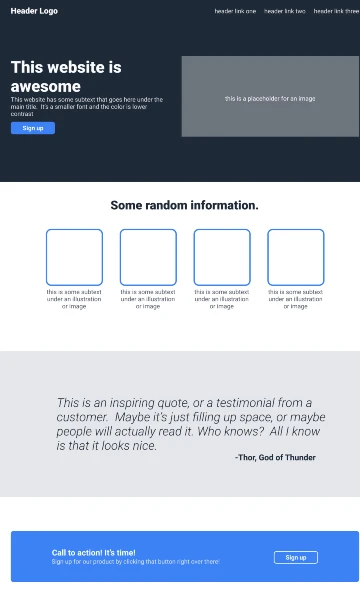 Header Logo
header link one
header link two
header link three
This website is
awesome
This website has some subtext that goes here under the
main title.  It's a smaller font and the color is lower
contrast
Sign up
this is a placeholder for an image
Some random information.
this is some subtext
under an illustration
or image
this is some subtext
under an illustration
or image
this is some subtext
under an illustration
or image
this is some subtext
under an illustration
or image
This is an inspiring quote, or a testimonial from a
customer.  Maybe it's just filling up space, or maybe
people will actually read it. Who knows?  All I know
is that it looks nice.
-Thor, God of Thunder
Call to action! It's time!
Sign up for our product by clicking that button right over there!
Sign up